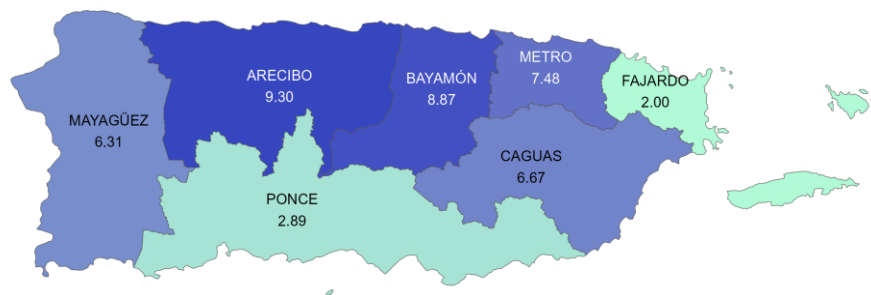 METRO
7.48
ARECIBO
9.30
BAYAMÓN
8.87
FAJARDO
2.00
MAYAGÜEZ
6.31
CAGUAS
6.67
PONCE
2.89